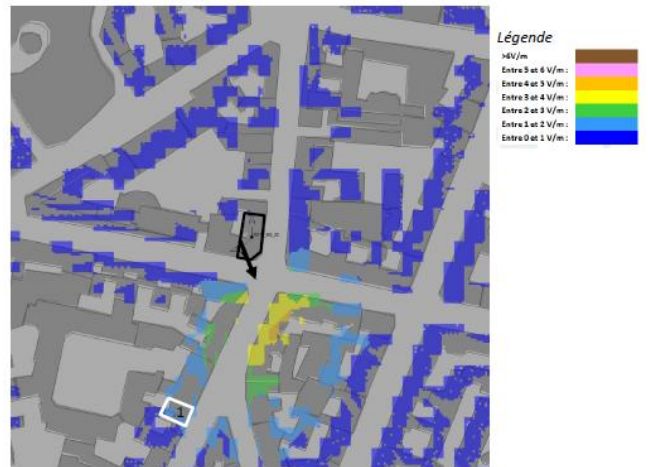 Légende
>6V/m
Entre 5 et 6 V/m :
Entre 4 et 5 V/m :
Entre 3 et 4 V/m :
Entre 2 et 3 V/m :
Entre 1 et 2 V/m :
Entre 0 et 1 V/m :
1